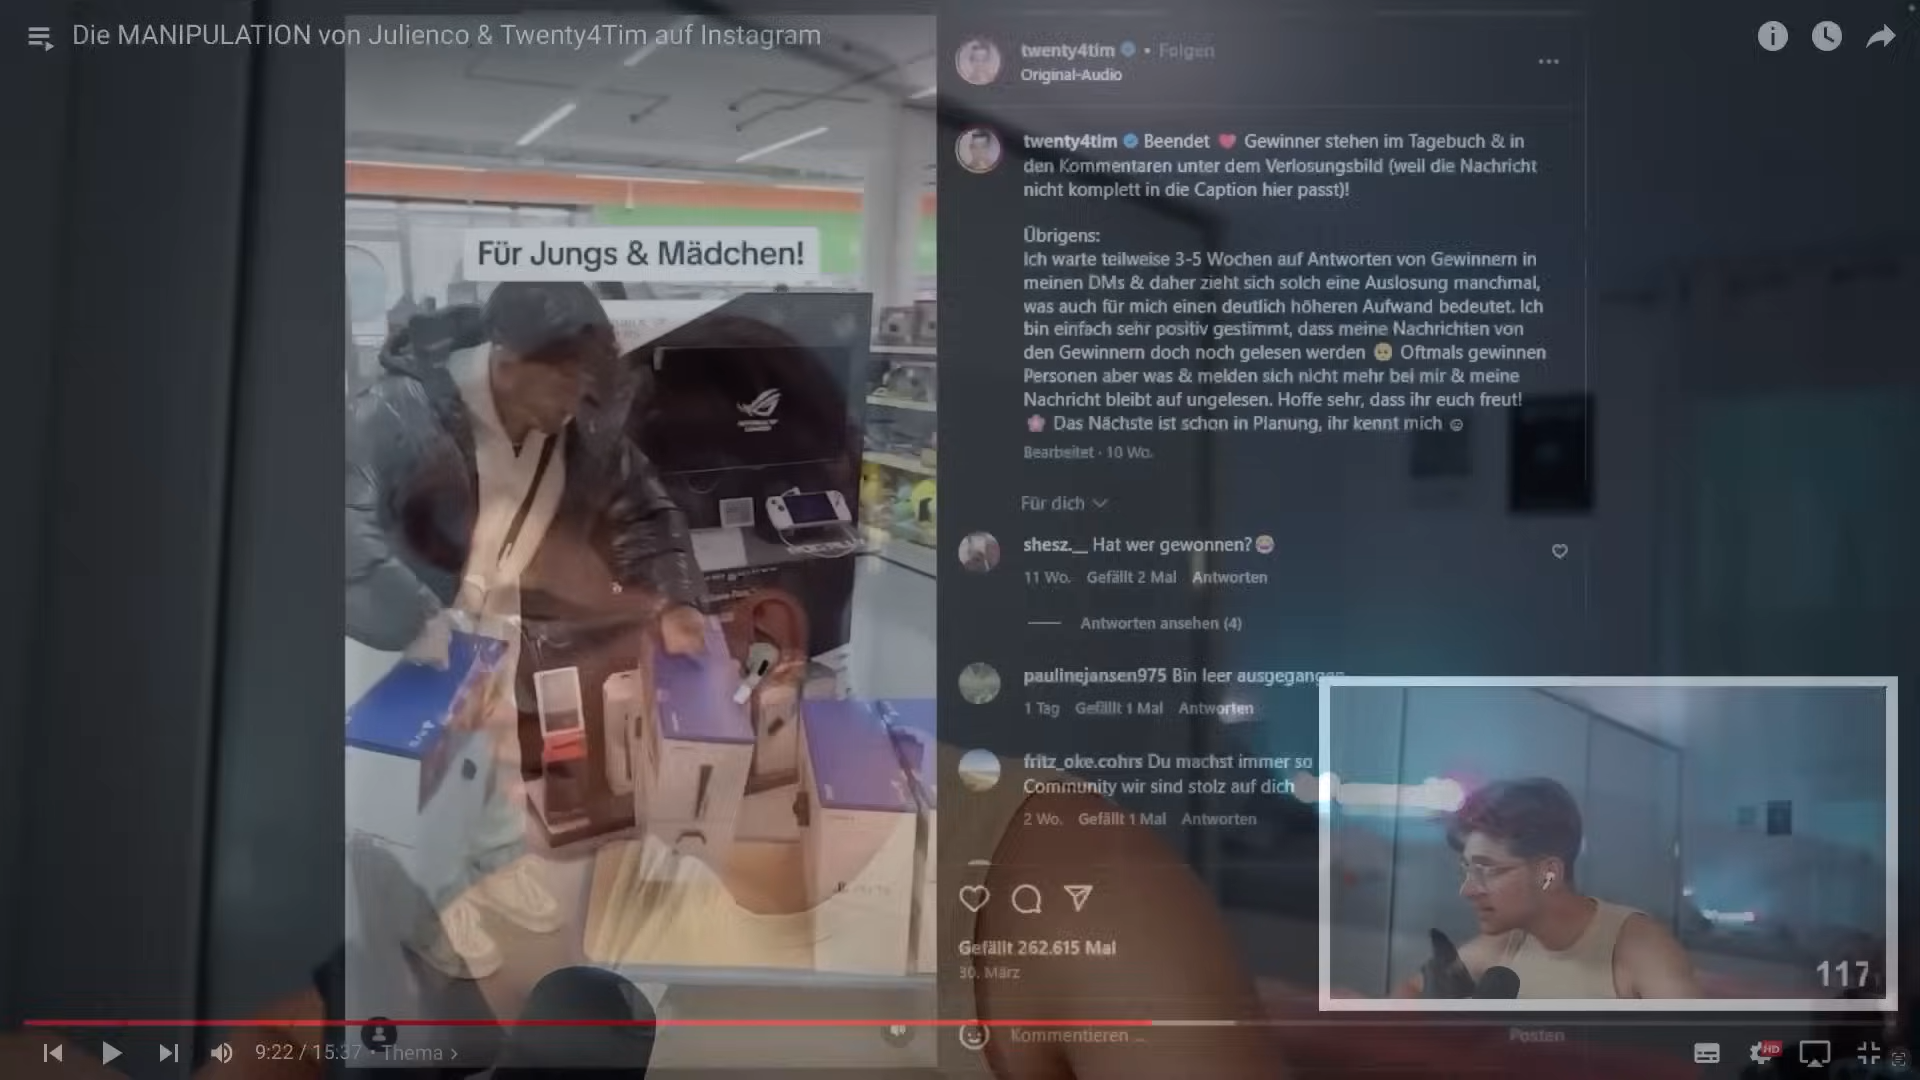 Die MANIPULATION von Julienco & Twenty4Tim auf Instagram
Für Jungs & Mädchen!
twenty4tim • Folgen
Original-Audio
twenty4tim Beendet ❤️ Gewinner stehen im Tagebuch & in
den Kommentaren unter dem Verlosungsbild (weil die Nachricht
nicht komplett in die Caption hier passt)!
Übrigens:
Ich warte teilweise 3-5 Wochen auf Antworten von Gewinnern in
meinen DMs & daher zieht sich solch eine Auslosung manchmal,
was auch für mich einen deutlich höheren Aufwand bedeutet. Ich
bin einfach sehr positiv gestimmt, dass meine Nachrichten von
den Gewinnern doch noch gelesen werden 🥺 Oftmals gewinnen
Personen aber was & melden sich nicht mehr bei mir & meine
Nachricht bleibt auf ungelesen. Hoffe sehr, dass ihr euch freut!
🌸 Das Nächste ist schon in Planung, ihr kennt mich ☺
Bearbeitet · 10 Wo.
Für dich
shesz.__ Hat wer gewonnen?😂
11 Wo. Gefällt 2 Mal Antworten
Antworten ansehen (4)
paulinejansen975 Bin leer ausgegangen
1 Tag Gefällt 1 Mal Antworten
fritz_oke.cohrs Du machst immer so
Community wir sind stolz auf dich
2 Wo. Gefällt 1 Mal Antworten
Gefällt 262.615 Mal
30. März
Kommentieren ...
Posten
117
9:22 / 15:37 • Thema
HD